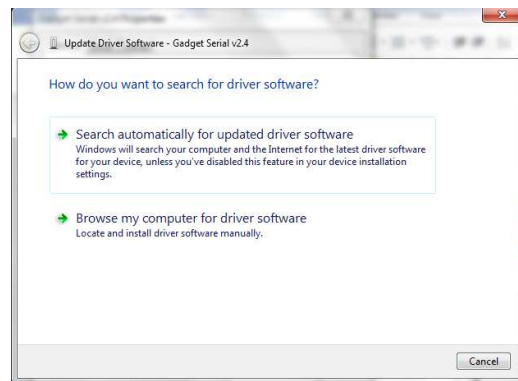 Update Driver Software - Gadget Serial v2.4
How do you want to search for driver software?
Search automatically for updated driver software
Windows will search your computer and the Internet for the latest driver software
for your device, unless you've disabled this feature in your device installation
settings.
Browse my computer for driver software
Locate and install driver software manually.
Cancel